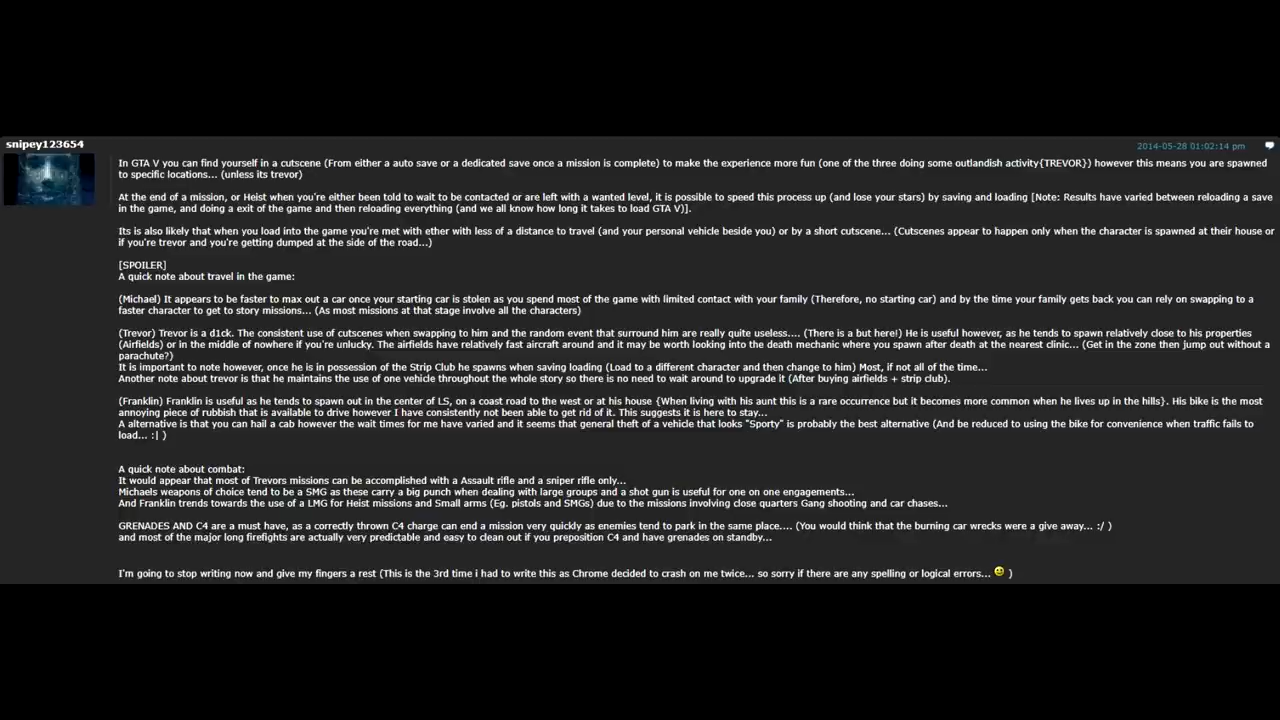 snipey123654
2014-05-28 01:02:14 pm
In GTA V you can find yourself in a cutscene (From either a auto save or a dedicated save once a mission is complete) to make the experience more fun (one of the three doing some outlandish activity{TREVOR}) however this means you are spawned
to specific locations... (unless its trevor)
At the end of a mission, or Heist when you're either been told to wait to be contacted or are left with a wanted level, it is possible to speed this process up (and lose your stars) by saving and loading [Note: Results have varied between reloading a save
in the game, and doing a exit of the game and then reloading everything (and we all know how long it takes to load GTA V)].
Its is also likely that when you load into the game you're met with ether with less of a distance to travel (and your personal vehicle beside you) or by a short cutscene... (Cutscenes appear to happen only when the character is spawned at their house or
if you're trevor and you're getting dumped at the side of the road...)
[SPOILER]
A quick note about travel in the game:
(Michael) It appears to be faster to max out a car once your starting car is stolen as you spend most of the game with limited contact with your family (Therefore, no starting car) and by the time your family gets back you can rely on swapping to a
faster character to get to story missions... (As most missions at that stage involve all the characters)
(Trevor) Trevor is a d1ck. The consistent use of cutscenes when swapping to him and the random event that surround him are really quite useless.... (There is a but here!) He is useful however, as he tends to spawn relatively close to his properties
(Airfields) or in the middle of nowhere if you're unlucky. The airfields have relatively fast aircraft around and it may be worth looking into the death mechanic where you spawn after death at the nearest clinic... (Get in the zone then jump out without a
parachute?)
It is important to note however, once he is in possession of the Strip Club he spawns when saving loading (Load to a different character and then change to him) Most, if not all of the time...
Another note about trevor is that he maintains the use of one vehicle throughout the whole story so there is no need to wait around to upgrade it (After buying airfields + strip club).
(Franklin) Franklin is useful as he tends to spawn out in the center of LS, on a coast road to the west or at his house {When living with his aunt this is a rare occurrence but it becomes more common when he lives up in the hills}. His bike is the most
annoying piece of rubbish that is available to drive however I have consistently not been able to get rid of it. This suggests it is here to stay...
A alternative is that you can hail a cab however the wait times for me have varied and it seems that general theft of a vehicle that looks "Sporty" is probably the best alternative (And be reduced to using the bike for convenience when traffic fails to
load... :| )
A quick note about combat:
It would appear that most of Trevors missions can be accomplished with a Assault rifle and a sniper rifle only...
Michaels weapons of choice tend to be a SMG as these carry a big punch when dealing with large groups and a shot gun is useful for one on one engagements...
And Franklin trends towards the use of a LMG for Heist missions and Small arms (Eg. pistols and SMGs) due to the missions involving close quarters Gang shooting and car chases...
GRENADES AND C4 are a must have, as a correctly thrown C4 charge can end a mission very quickly as enemies tend to park in the same place.... (You would think that the burning car wrecks were a give away... :/ )
and most of the major long firefights are actually very predictable and easy to clean out if you preposition C4 and have grenades on standby...
I'm going to stop writing now and give my fingers a rest (This is the 3rd time i had to write this as Chrome decided to crash on me twice... so sorry if there are any spelling or logical errors... )